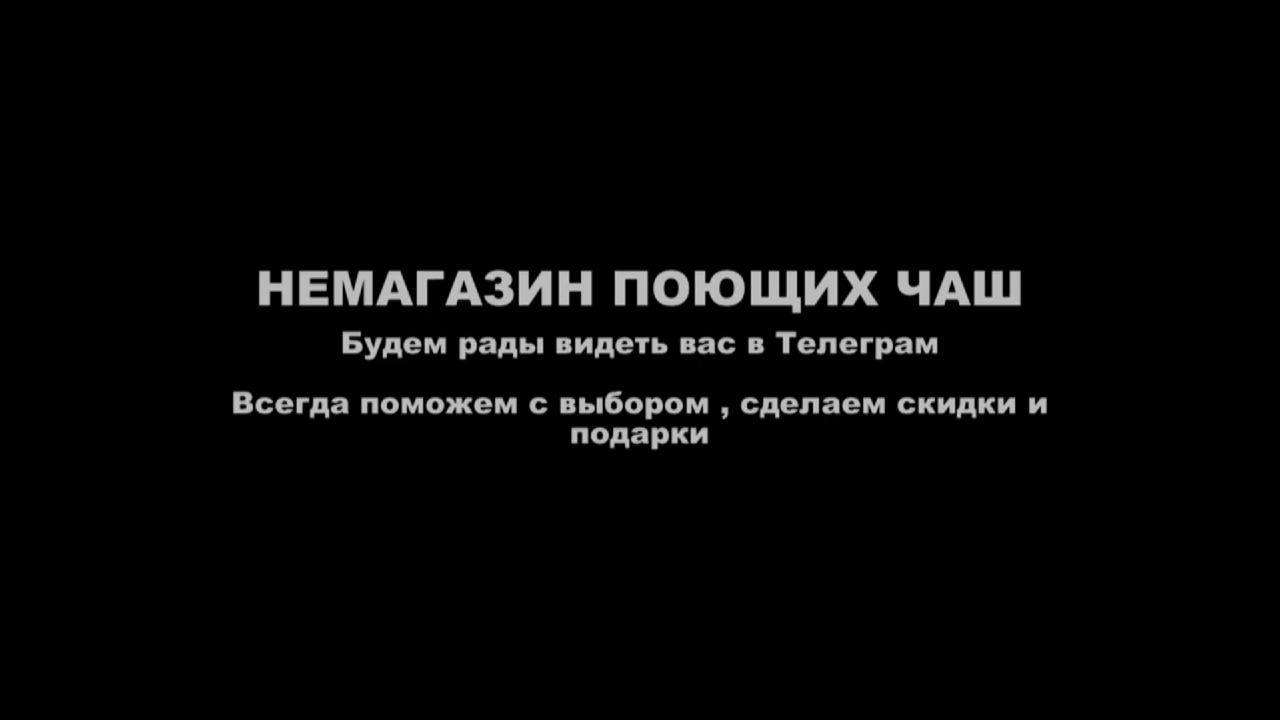 НЕМАГАЗИН ПОЮЩИХ ЧАШ
Будем рады видеть вас в Телеграм
Всегда поможем с выбором , сделаем скидки и
подарки